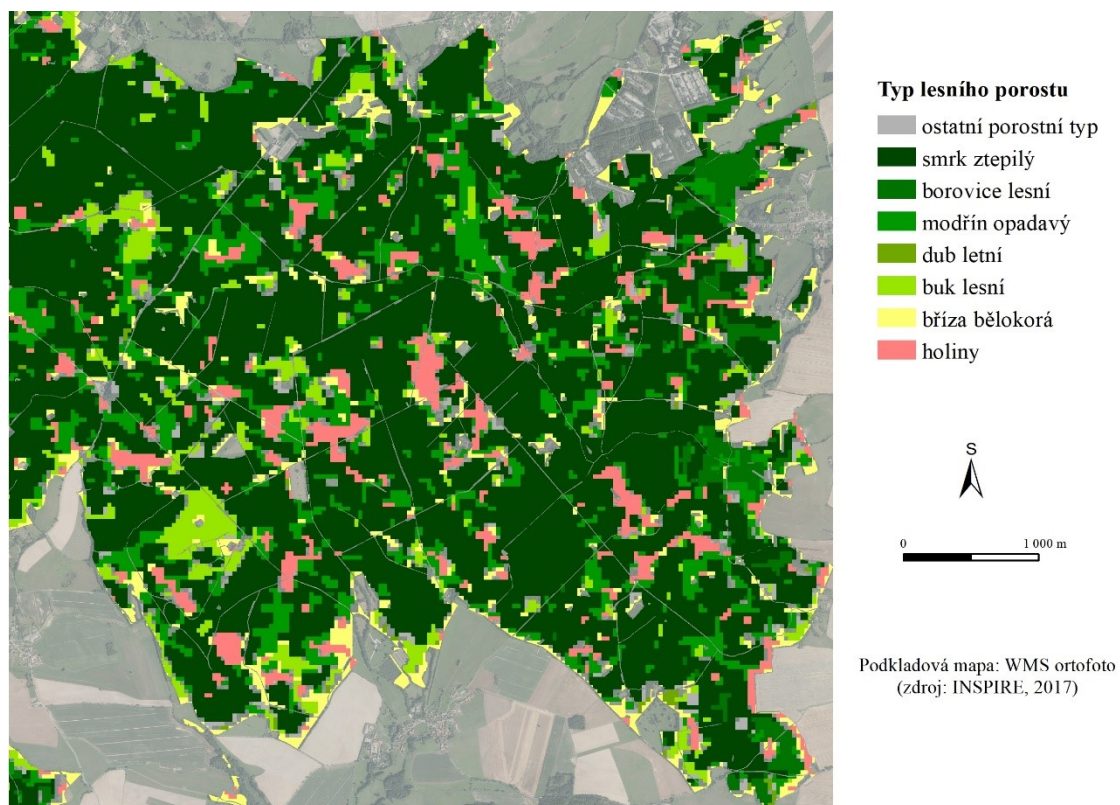 Typ lesního porostu
ostatní porostní typ
smrk ztepilý
borovice lesní
modřín opadavý
dub letní
buk lesní
bříza bělokorá
holiny
S
0 1 000 m
Podkladová mapa: WMS ortofoto
(zdroj: INSPIRE, 2017)